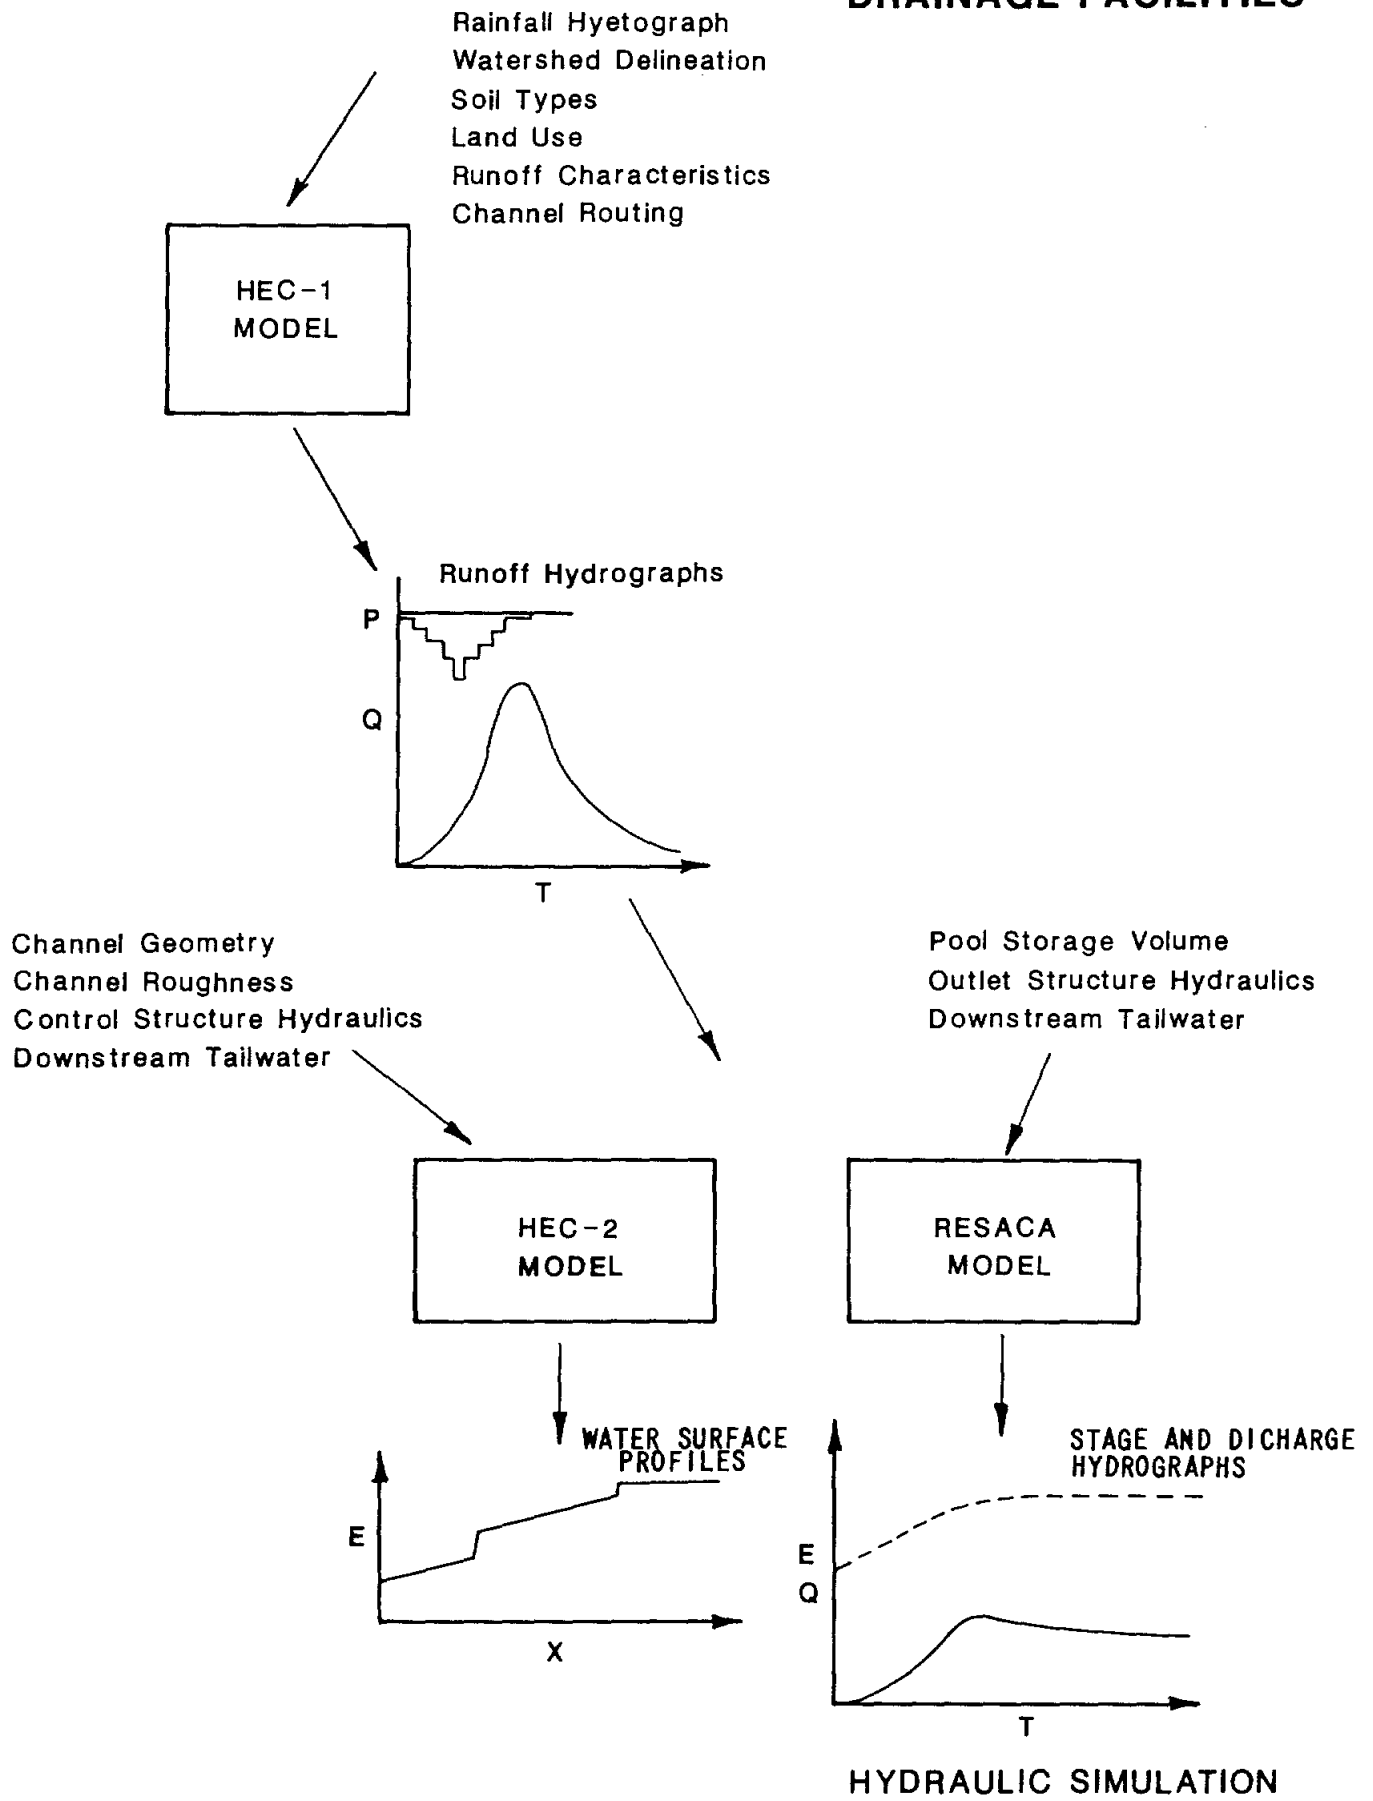 DRAINAGE FACILITIES
Rainfall Hyetograph
Watershed Delineation
Soil Types
Land Use
Runoff Characteristics
Channel Routing
HEC-1
MODEL
Runoff Hydrographs
P
Q
T
Channel Geometry
Channel Roughness
Control Structure Hydraulics
Downstream Tailwater
Pool Storage Volume
Outlet Structure Hydraulics
Downstream Tailwater
HEC-2
MODEL
RESACA
MODEL
WATER SURFACE
PROFILES
E
X
STAGE AND DICHARGE
HYDROGRAPHS
E
Q
T
HYDRAULIC SIMULATION